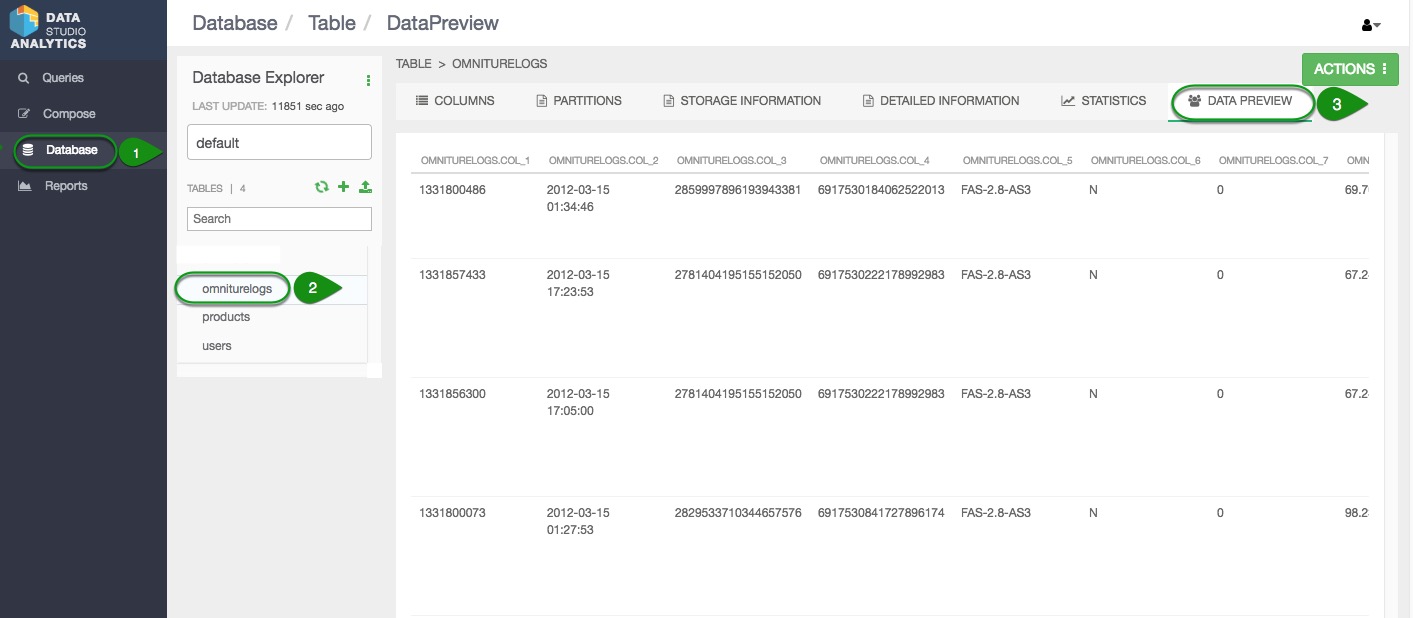 DATA
STUDIO
ANALYTICS
Database / Table / DataPreview
Queries
Compose
Database 1
Reports
Database Explorer
LAST UPDATE: 11851 sec ago
default
TABLES | 4
Search
omniturelogs 2
products
users
TABLE > OMNITURELOGS
ACTIONS
COLUMNS PARTITIONS STORAGE INFORMATION DETAILED INFORMATION STATISTICS DATA PREVIEW 3
OMNITURELOGS.COL_1 OMNITURELOGS.COL_2 OMNITURELOGS.COL_3 OMNITURELOGS.COL_4 OMNITURELOGS.COL_5 OMNITURELOGS.COL_6 OMNITURELOGS.COL_7 OMN
1331800486 2012-03-15 2859997896193943381 6917530184062522013 FAS-2.8-AS3 N 0 69.7
01:34:46
1331857433 2012-03-15 2781404195155152050 6917530222178992983 FAS-2.8-AS3 N 0 67.2
17:23:53
1331856300 2012-03-15 2781404195155152050 6917530222178992983 FAS-2.8-AS3 N 0 67.2
17:05:00
1331800073 2012-03-15 2829533710344657576 6917530841727896174 FAS-2.8-AS3 N 0 98.2
01:27:53